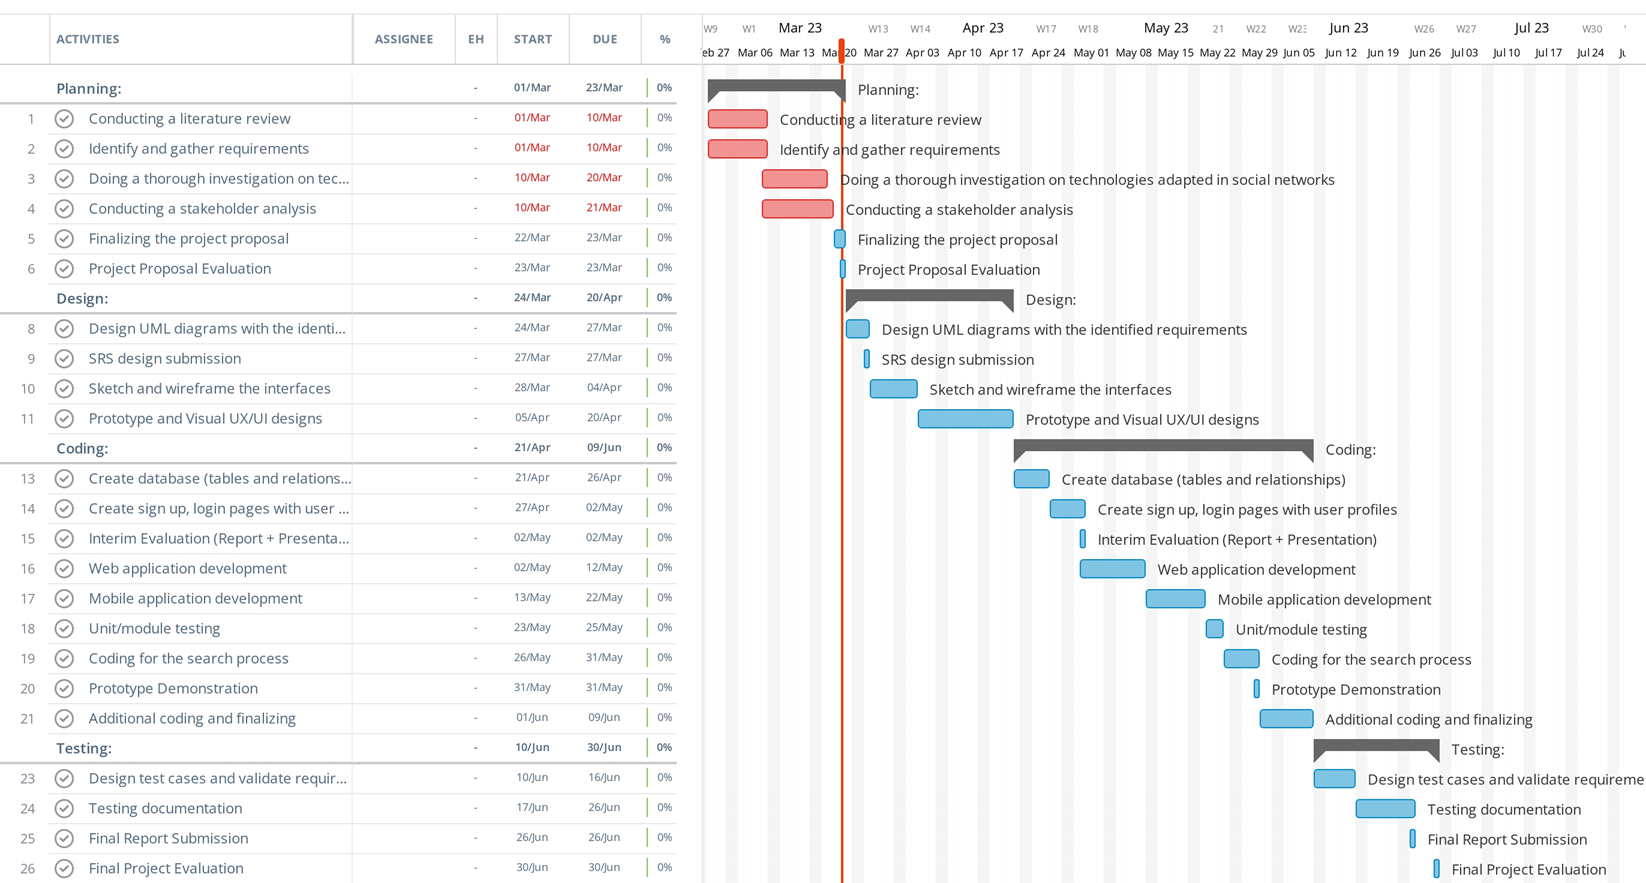 W9 W1 Mar 23 W13 W14 Apr 23 W17 W18 May 23 21 W22 W23 Jun 23 W26 W27 Jul 23 W30
ACTIVITIES ASSIGNEE EH START DUE %
eb 27 Mar 06 Mar 13 Mar 20 Mar 27 Apr 03 Apr 10 Apr 17 Apr 24 May 01 May 08 May 15 May 22 May 29 Jun 05 Jun 12 Jun 19 Jun 26 Jul 03 Jul 10 Jul 17 Jul 24
Planning: - 01/Mar 23/Mar 0% Planning:
1 Conducting a literature review - 01/Mar 10/Mar 0% Conducting a literature review
2 Identify and gather requirements - 01/Mar 10/Mar 0% Identify and gather requirements
3 Doing a thorough investigation on tec... - 10/Mar 20/Mar 0% Doing a thorough investigation on technologies adapted in social networks
4 Conducting a stakeholder analysis - 10/Mar 21/Mar 0% Conducting a stakeholder analysis
5 Finalizing the project proposal - 22/Mar 23/Mar 0% Finalizing the project proposal
6 Project Proposal Evaluation - 23/Mar 23/Mar 0% Project Proposal Evaluation
Design: - 24/Mar 20/Apr 0% Design:
8 Design UML diagrams with the identi... - 24/Mar 27/Mar 0% Design UML diagrams with the identified requirements
9 SRS design submission - 27/Mar 27/Mar 0% SRS design submission
10 Sketch and wireframe the interfaces - 28/Mar 04/Apr 0% Sketch and wireframe the interfaces
11 Prototype and Visual UX/UI designs - 05/Apr 20/Apr 0% Prototype and Visual UX/UI designs
Coding: - 21/Apr 09/Jun 0% Coding:
13 Create database (tables and relations... - 21/Apr 26/Apr 0% Create database (tables and relationships)
14 Create sign up, login pages with user ... - 27/Apr 02/May 0% Create sign up, login pages with user profiles
15 Interim Evaluation (Report + Presenta... - 02/May 02/May 0% Interim Evaluation (Report + Presentation)
16 Web application development - 02/May 12/May 0% Web application development
17 Mobile application development - 13/May 22/May 0% Mobile application development
18 Unit/module testing - 23/May 25/May 0% Unit/module testing
19 Coding for the search process - 26/May 31/May 0% Coding for the search process
20 Prototype Demonstration - 31/May 31/May 0% Prototype Demonstration
21 Additional coding and finalizing - 01/Jun 09/Jun 0% Additional coding and finalizing
Testing: - 10/Jun 30/Jun 0% Testing:
23 Design test cases and validate requir... - 10/Jun 16/Jun 0% Design test cases and validate requireme
24 Testing documentation - 17/Jun 26/Jun 0% Testing documentation
25 Final Report Submission - 26/Jun 26/Jun 0% Final Report Submission
26 Final Project Evaluation - 30/Jun 30/Jun 0% Final Project Evaluation